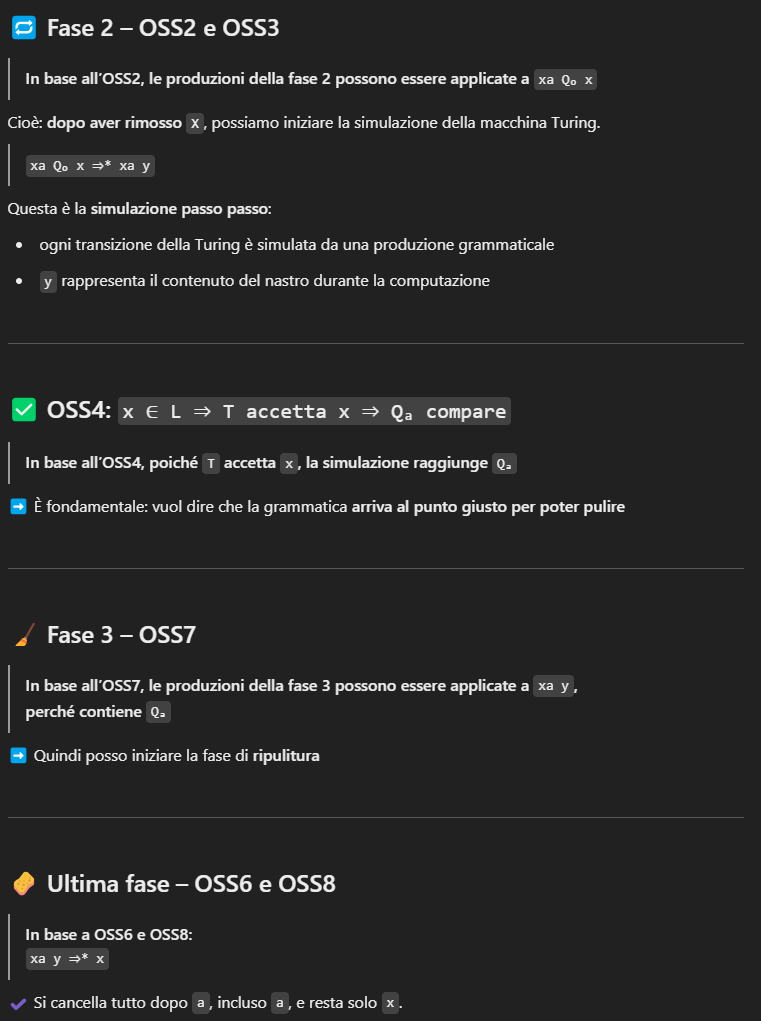 🔁 Fase 2 – OSS2 e OSS3
In base all'OSS2, le produzioni della fase 2 possono essere applicate a xa Q₀ x
Cioè: dopo aver rimosso X, possiamo iniziare la simulazione della macchina Turing.
xa Q₀ x ⇒* xa y
Questa è la simulazione passo passo:
• ogni transizione della Turing è simulata da una produzione grammaticale
• y rappresenta il contenuto del nastro durante la computazione
✅ OSS4: x ∈ L ⇒ T accetta x ⇒ Qₐ compare
In base all'OSS4, poiché T accetta x, la simulazione raggiunge Qₐ
➡️ È fondamentale: vuol dire che la grammatica arriva al punto giusto per poter pulire
🧹 Fase 3 – OSS7
In base all'OSS7, le produzioni della fase 3 possono essere applicate a xa y,
perché contiene Qₐ
➡️ Quindi posso iniziare la fase di ripulitura
🧽 Ultima fase – OSS6 e OSS8
In base a OSS6 e OSS8:
xa y ⇒* x
✔️ Si cancella tutto dopo a, incluso a, e resta solo x.